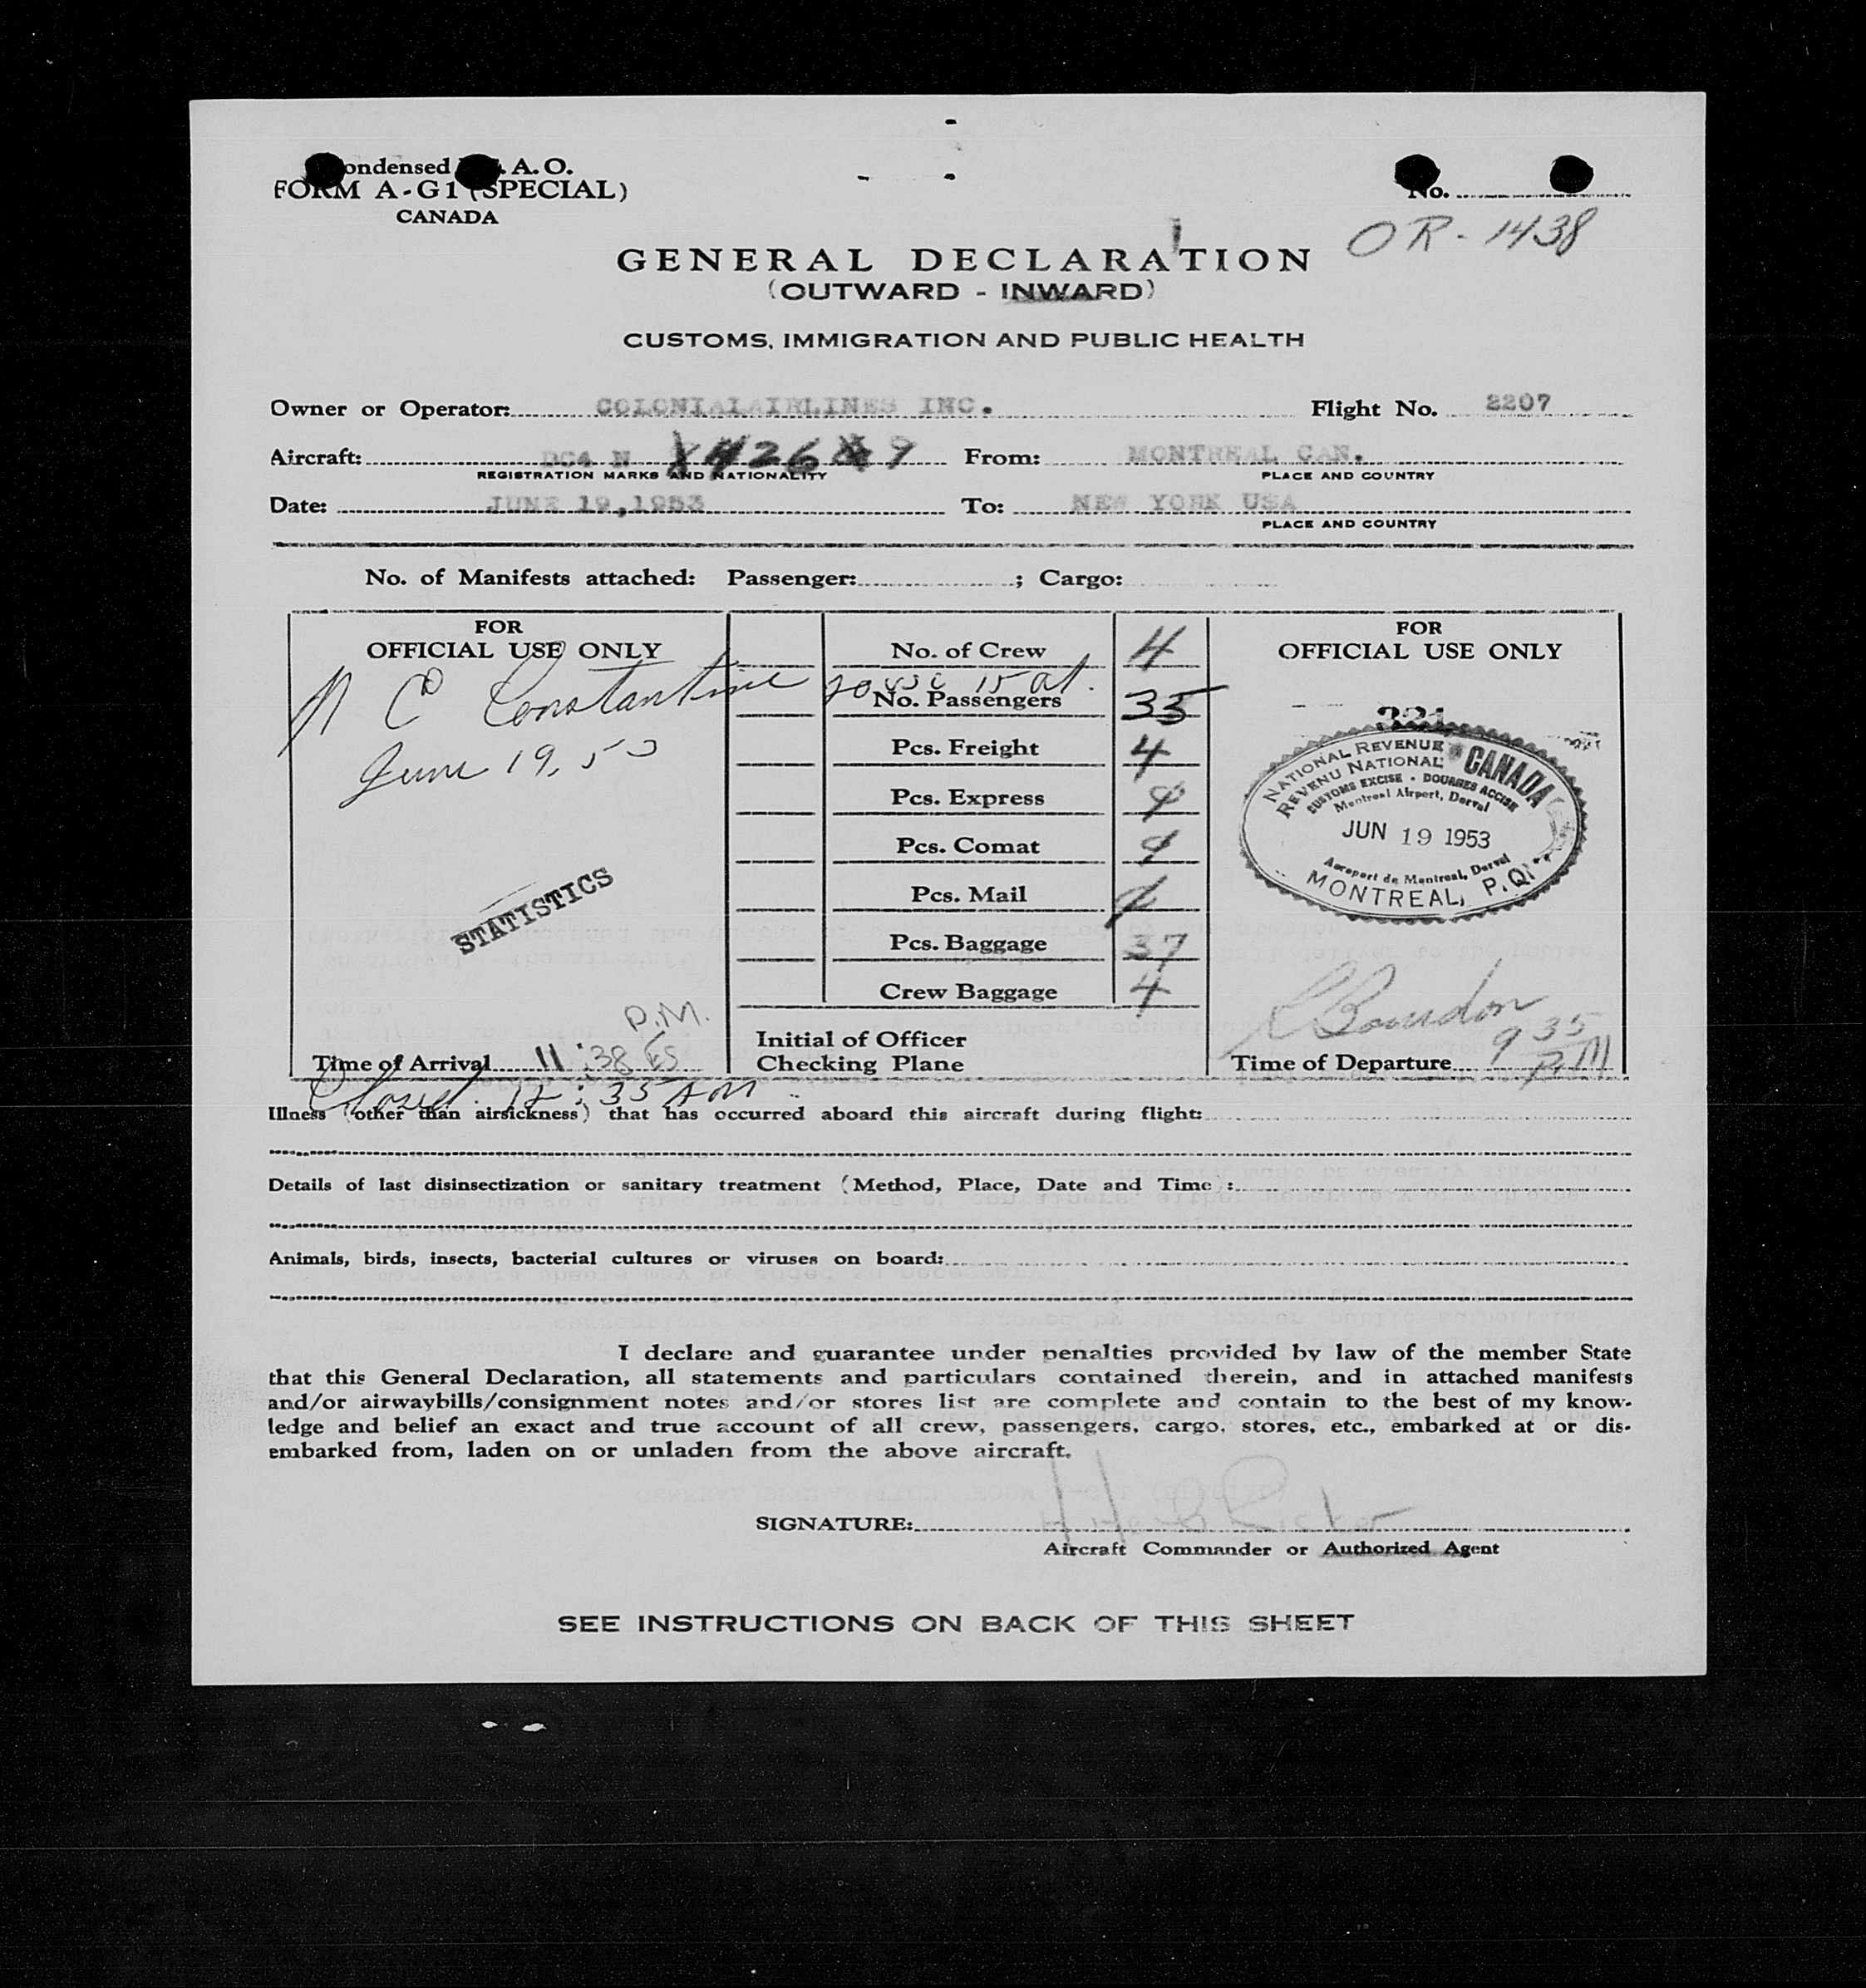 ondensed . A. O.
FORM A-G1 (SPECIAL)
CANADA
No.
OR-1438
GENERAL DECLARATION
(OUTWARD - INWARD)
CUSTOMS, IMMIGRATION AND PUBLIC HEALTH
Owner or Operator: COLONIALAIRLINES INC. Flight No. 2207
Aircraft: DC4 N From: MONTREAL CAN.
REGISTRATION MARKS AND NATIONALITY PLACE AND COUNTRY
Date: JUNE 19,1953 To: NEW YORK USA
PLACE AND COUNTRY
No. of Manifests attached: Passenger: ; Cargo:
FOR
OFFICIAL USE ONLY
Constantine
June 19, 53
STATISTICS
P.M.
Time of Arrival 11:38 ES
Closed 12:35 AM
No. of Crew 4
No. Passengers 35
Pcs. Freight 4
Pcs. Express
Pcs. Comat
Pcs. Mail
Pcs. Baggage 37
Crew Baggage 4
Initial of Officer
Checking Plane
FOR
OFFICIAL USE ONLY
321
NATIONAL REVENUE CANADA
REVENU NATIONAL
CUSTOMS EXCISE · DOUANES ACCISE
Montreal Airport, Dorval
JUN 19 1953
Aeroport de Montreal, Dorval
MONTREAL, P.Q.
Bourdon
Time of Departure 9 35 P.M
Illness (other than airsickness) that has occurred aboard this aircraft during flight:
Details of last disinsectization or sanitary treatment (Method, Place, Date and Time):
Animals, birds, insects, bacterial cultures or viruses on board:
I declare and guarantee under penalties provided by law of the member State
that this General Declaration, all statements and particulars contained therein, and in attached manifests
and/or airwaybills/consignment notes and/or stores list are complete and contain to the best of my know-
ledge and belief an exact and true account of all crew, passengers, cargo, stores, etc., embarked at or dis-
embarked from, laden on or unladen from the above aircraft.
SIGNATURE:
Aircraft Commander or Authorized Agent
SEE INSTRUCTIONS ON BACK OF THIS SHEET